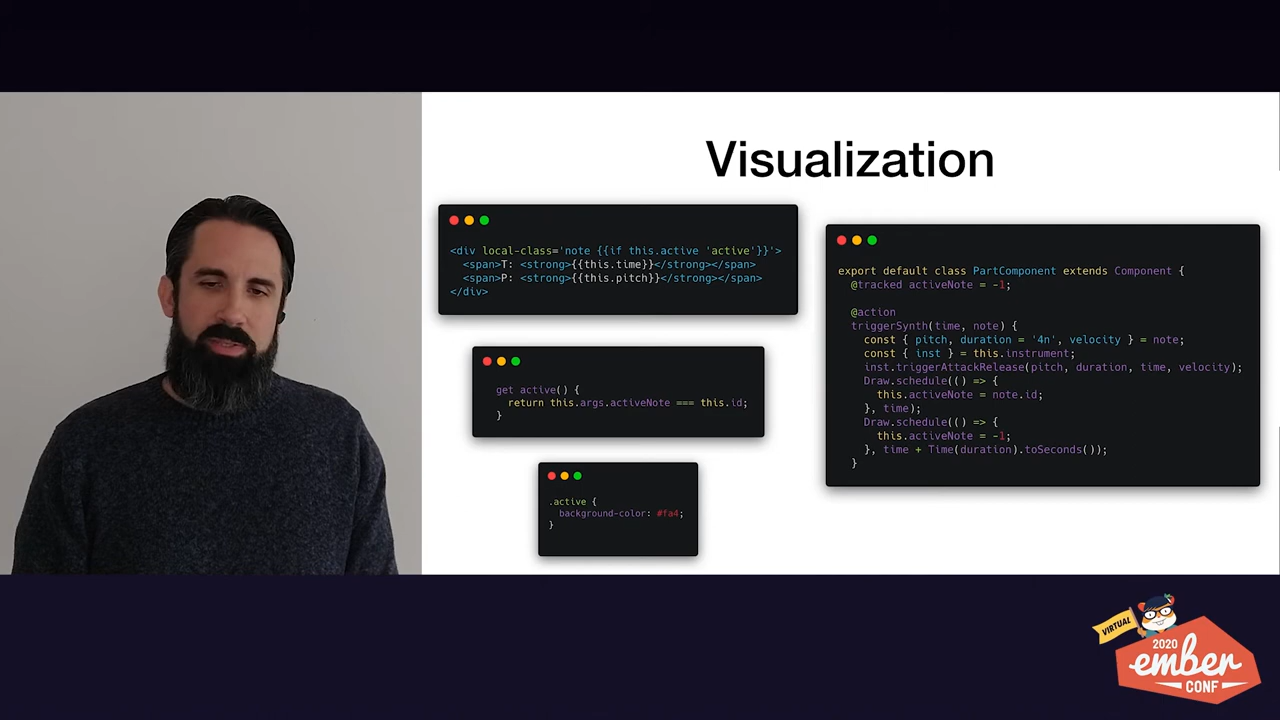 Visualization
<div local-class='note {{if this.active 'active'}}'>
<span>T: <strong>{{this.time}}</strong></span>
<span>P: <strong>{{this.pitch}}</strong></span>
</div>
get active() {
return this.args.activeNote === this.id;
}
.active {
background-color: #fa4;
}
export default class PartComponent extends Component {
@tracked activeNote = -1;
@action
triggerSynth(time, note) {
const { pitch, duration = '4n', velocity } = note;
const { inst } = this.instrument;
inst.triggerAttackRelease(pitch, duration, time, velocity);
Draw.schedule(() => {
this.activeNote = note.id;
}, time);
Draw.schedule(() => {
this.activeNote = -1;
}, time + Time(duration).toSeconds());
}
VIRTUAL
2020
ember
CONF